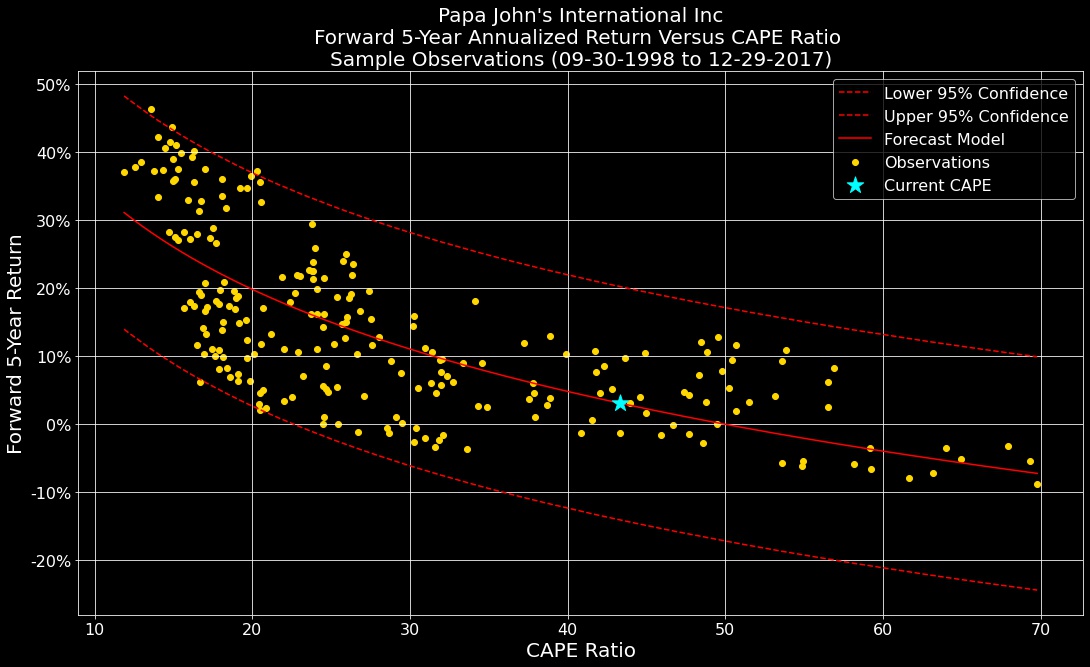 Papa John's International Inc
Forward 5-Year Annualized Return Versus CAPE Ratio
Sample Observations (09-30-1998 to 12-29-2017)
Lower 95% Confidence
Upper 95% Confidence
Forecast Model
Observations
Current CAPE
Forward 5-Year Return
50%
40%
30%
20%
10%
0%
-10%
-20%
10 20 30 40 50 60 70
CAPE Ratio